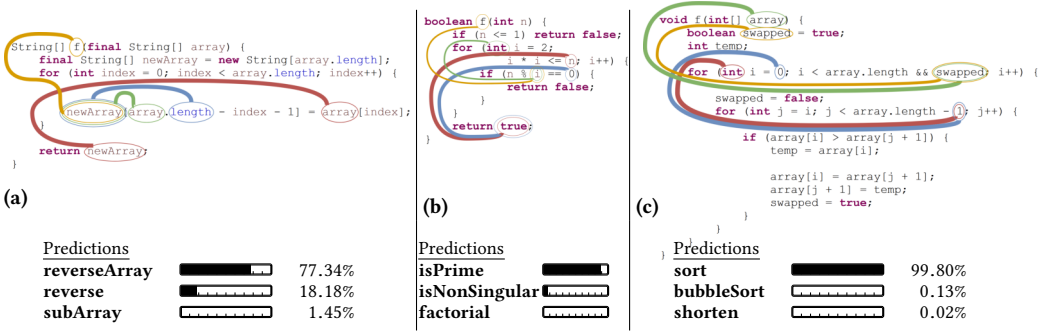 String[] f(final String[] array) {
final String[] newArray = new String[array.length];
for (int index = 0; index < array.length; index++) {
newArray[array.length - index - 1] = array[index];
}
return newArray;
}
(a)
Predictions
reverseArray 77.34%
reverse 18.18%
subArray 1.45%
boolean f(int n) {
if (n <= 1) return false;
for (int i = 2;
i * i <= n; i++) {
if (n % i == 0) {
return false;
}
}
return true;
}
(b)
Predictions
isPrime
isNonSingular
factorial
void f(int[] array) {
boolean swapped = true;
int temp;
for (int i = 0; i < array.length && swapped; i++) {
swapped = false;
for (int j = i; j < array.length - 1; j++) {
if (array[i] > array[j + 1]) {
temp = array[i];
array[i] = array[j + 1];
array[j + 1] = temp;
swapped = true;
}
}
}
}
(c)
Predictions
sort 99.80%
bubbleSort 0.13%
shorten 0.02%